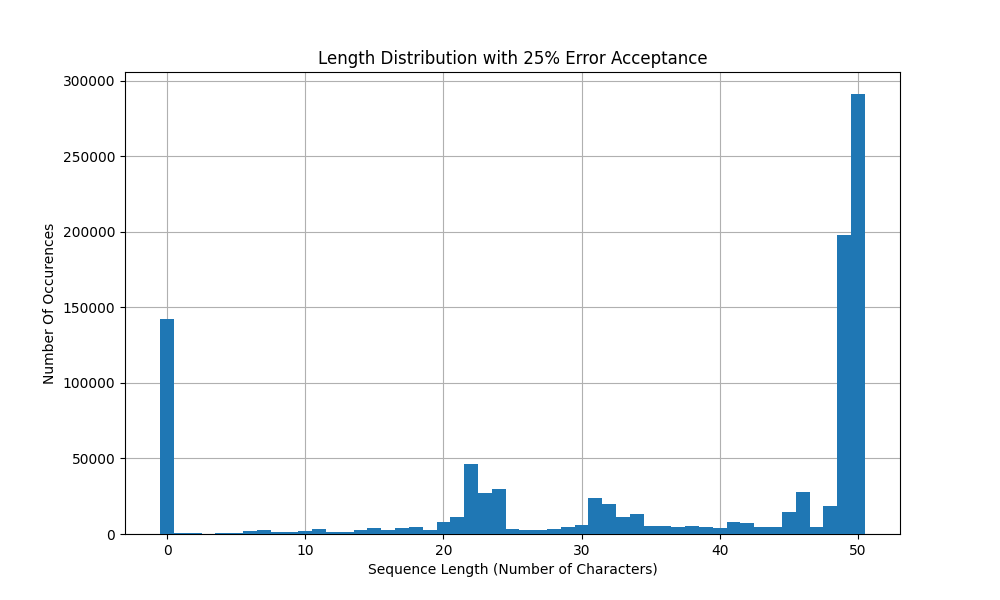 Length Distribution with 25% Error Acceptance
300000
250000
200000
150000
100000
50000
0
Number Of Occurences
0 10 20 30 40 50
Sequence Length (Number of Characters)